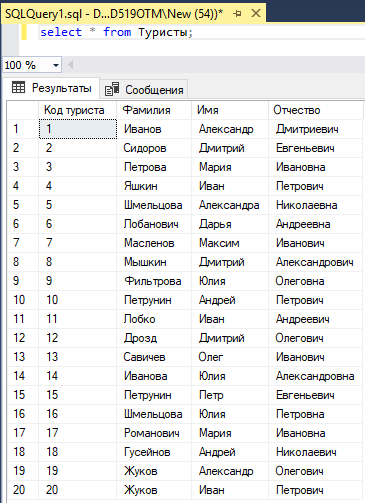 SQLQuery1.sql - D...D519OTM\New (54))*
select * from Туристы;
100 %
Результаты Сообщения
Код туриста Фамилия Имя Отчество
1 1 Иванов Александр Дмитриевич
2 2 Сидоров Дмитрий Евгеньевич
3 3 Петрова Мария Ивановна
4 4 Яшкин Иван Петрович
5 5 Шмельцова Александра Николаевна
6 6 Лобанович Дарья Андреевна
7 7 Масленов Максим Иванович
8 8 Мышкин Дмитрий Александрович
9 9 Фильтрова Юлия Олеговна
10 10 Петрунин Андрей Петрович
11 11 Лобко Иван Андреевич
12 12 Дрозд Дмитрий Олегович
13 13 Савичев Олег Иванович
14 14 Иванова Юлия Александровна
15 15 Петрунин Петр Евгеньевич
16 16 Шмельцова Юлия Петровна
17 17 Романович Мария Ивановна
18 18 Гусейнов Андрей Николаевич
19 19 Жуков Александр Олегович
20 20 Жуков Иван Петрович